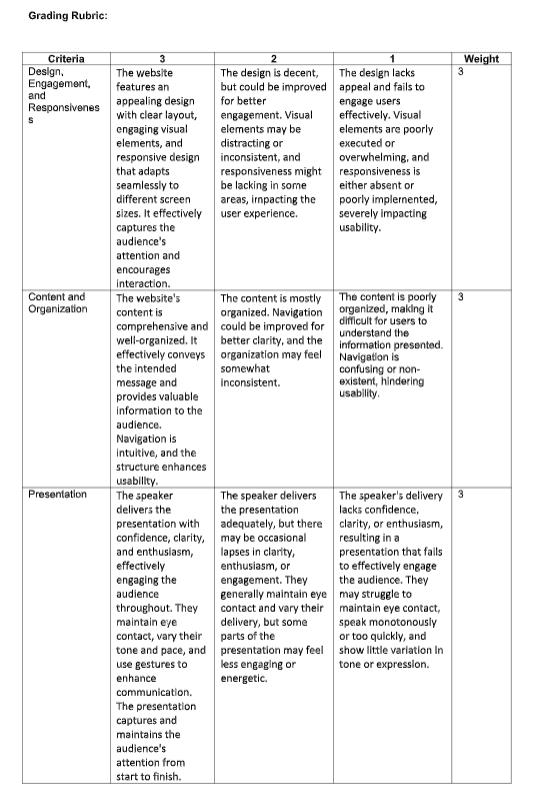 Grading Rubric:
Criteria 3 2 1 Weight
Design,
Engagement,
and
Responsivenes
s
The website
features an
appealing design
with clear layout,
engaging visual
elements, and
responsive design
that adapts
seamlessly to
different screen
sizes. It effectively
captures the
audience's
attention and
encourages
interaction.
The design is decent,
but could be improved
for better
engagement. Visual
elements may be
distracting or
inconsistent, and
responsiveness might
be lacking in some
areas, impacting the
user experience.
The design lacks
appeal and fails to
engage users
effectively. Visual
elements are poorly
executed or
overwhelming, and
responsiveness is
either absent or
poorly implemented,
severely impacting
usability.
3
Content and
Organization
The website's
content is
comprehensive and
well-organized. It
effectively conveys
the intended
message and
provides valuable
information to the
audience.
Navigation is
intuitive, and the
structure enhances
usability.
The content is mostly
organized. Navigation
could be improved for
better clarity, and the
organization may feel
somewhat
inconsistent.
The content is poorly
organized, making it
difficult for users to
understand the
information presented.
Navigation is
confusing or non-
existent, hindering
usability.
3
Presentation
The speaker
delivers the
presentation with
confidence, clarity,
and enthusiasm,
effectively
engaging the
audience
throughout. They
maintain eye
contact, vary their
tone and pace, and
use gestures to
enhance
communication.
The presentation
captures and
maintains the
audience's
attention from
start to finish.
The speaker delivers
the presentation
adequately, but there
may be occasional
lapses in clarity,
enthusiasm, or
engagement. They
generally maintain eye
contact and vary their
delivery, but some
parts of the
presentation may feel
less engaging or
energetic.
The speaker's delivery
lacks confidence,
clarity, or enthusiasm,
resulting in a
presentation that fails
to effectively engage
the audience. They
may struggle to
maintain eye contact,
speak monotonously
or too quickly, and
show little variation in
tone or expression.
3